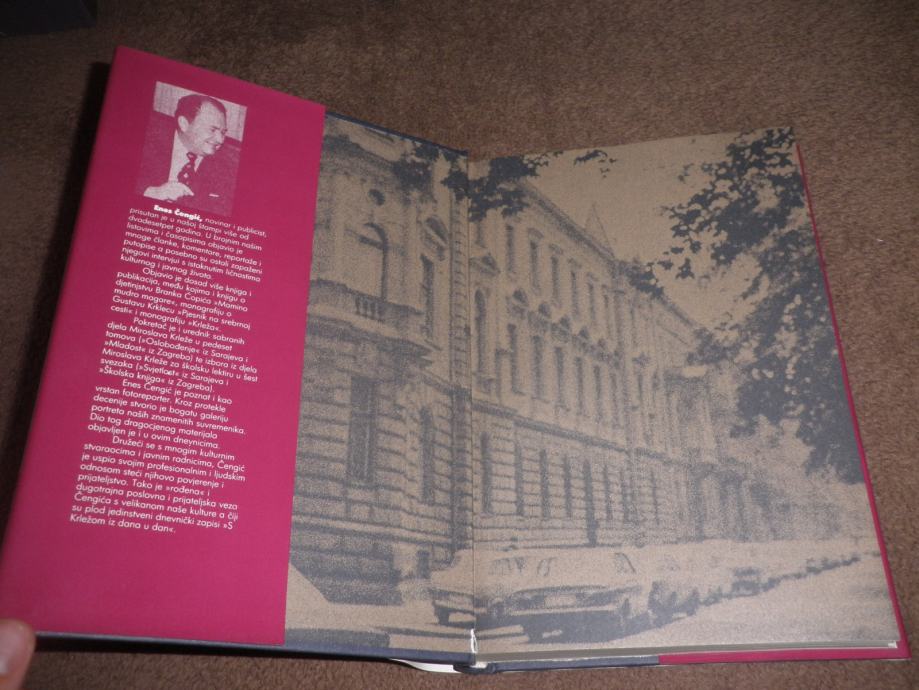 Enes Čengić, novinar i publicist,
prisutan je u našoj štampi više od
dvadesetpet godina. U brojnim našim
listovima i časopisima objavio je
mnoge članke, komentare, reportaže i
putopise a posebno su ostali zapaženi
njegovi intervjui s istaknutim ličnostima
kulturnog i javnog života.
Objavio je dosad više knjiga i
publikacija, među kojima i knjigu o
djetinjstvu Branka Ćopića »Mamino
mudro magare«, monografiju o
Gustavu Krklecu »Pjesnik na srebrnoj
cesti« i monografiju »Krleža«.
Pokretač je i urednik sabranih
djela Miroslava Krleže u pedeset
tomova (»Oslobođenje« iz Sarajeva i
»Mladost« iz Zagreba) te izbora iz djela
Miroslava Krleže za školsku lektiru u šest
svezaka (»Svjetlost« iz Sarajeva i
»Školska knjiga« iz Zagreba).
Enes Čengić je poznat i kao
vrstan fotoreporter. Kroz protekle
decenije stvorio je bogatu galeriju
portreta naših znamenitih suvremenika.
Dio tog dragocjenog materijala
objavljen je i u ovim dnevnicima.
Družeći se s mnogim kulturnim
stvaraocima i javnim radnicima, Čengić
je uspio svojim profesionalnim i ljudskim
odnosom steći njihovo povjerenje i
prijateljstvo. Tako je »rođena« i
dugotrajna poslovna i prijateljska veza
Čengića s velikanom naše kulture a čiji
su plod jedinstveni dnevnički zapisi »S
Krležom iz dana u dan«.